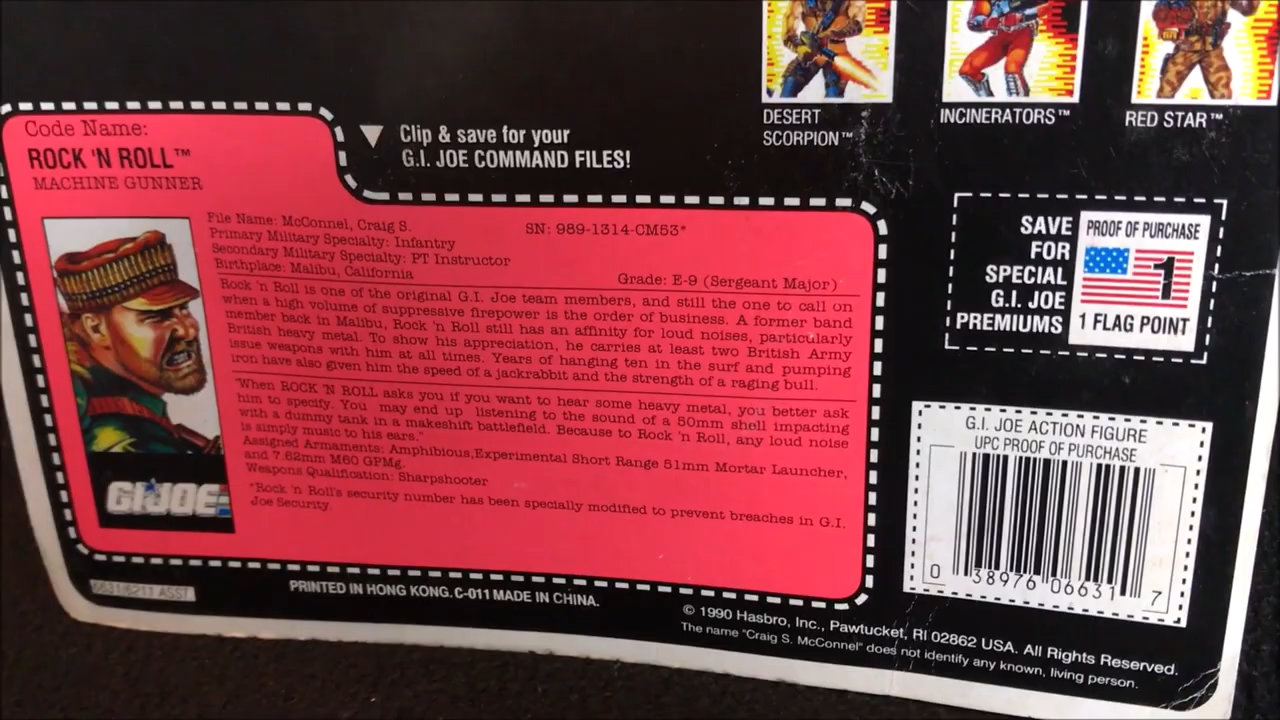 DESERT
SCORPION™
INCINERATORS™
RED STAR™
Code Name:
ROCK 'N ROLL™
MACHINE GUNNER
Clip & save for your
G.I. JOE COMMAND FILES!
File Name: McConnel, Craig S.
SN: 989-1314-CM53*
Primary Military Specialty: Infantry
Secondary Military Specialty: PT Instructor
Birthplace: Malibu, California
Grade: E-9 (Sergeant Major)
Rock 'n Roll is one of the original G.I. Joe team members, and still the one to call on
when a high volume of suppressive firepower is the order of business. A former band
member back in Malibu, Rock 'n Roll still has an affinity for loud noises, particularly
British heavy metal. To show his appreciation, he carries at least two British Army
issue weapons with him at all times. Years of hanging ten in the surf and pumping
iron have also given him the speed of a jackrabbit and the strength of a raging bull.
"When ROCK 'N ROLL asks you if you want to hear some heavy metal, you better ask
him to specify. You may end up listening to the sound of a 50mm shell impacting
with a dummy tank in a makeshift battlefield. Because to Rock 'n Roll, any loud noise
is simply music to his ears."
Assigned Armaments: Amphibious,Experimental Short Range 51mm Mortar Launcher,
and 7.62mm M60 GPMg.
Weapons Qualification: Sharpshooter
*Rock 'n Roll's security number has been specially modified to prevent breaches in G.I.
Joe Security.
G.I. JOE
SAVE
FOR
SPECIAL
G.I. JOE
PREMIUMS
PROOF OF PURCHASE
1
1 FLAG POINT
G.I. JOE ACTION FIGURE
UPC PROOF OF PURCHASE
0 38976 06631 7
6631/6211 ASST.
PRINTED IN HONG KONG. C-011 MADE IN CHINA.
© 1990 Hasbro, Inc., Pawtucket, RI 02862 USA. All Rights Reserved.
The name "Craig S. McConnel" does not identify any known, living person.